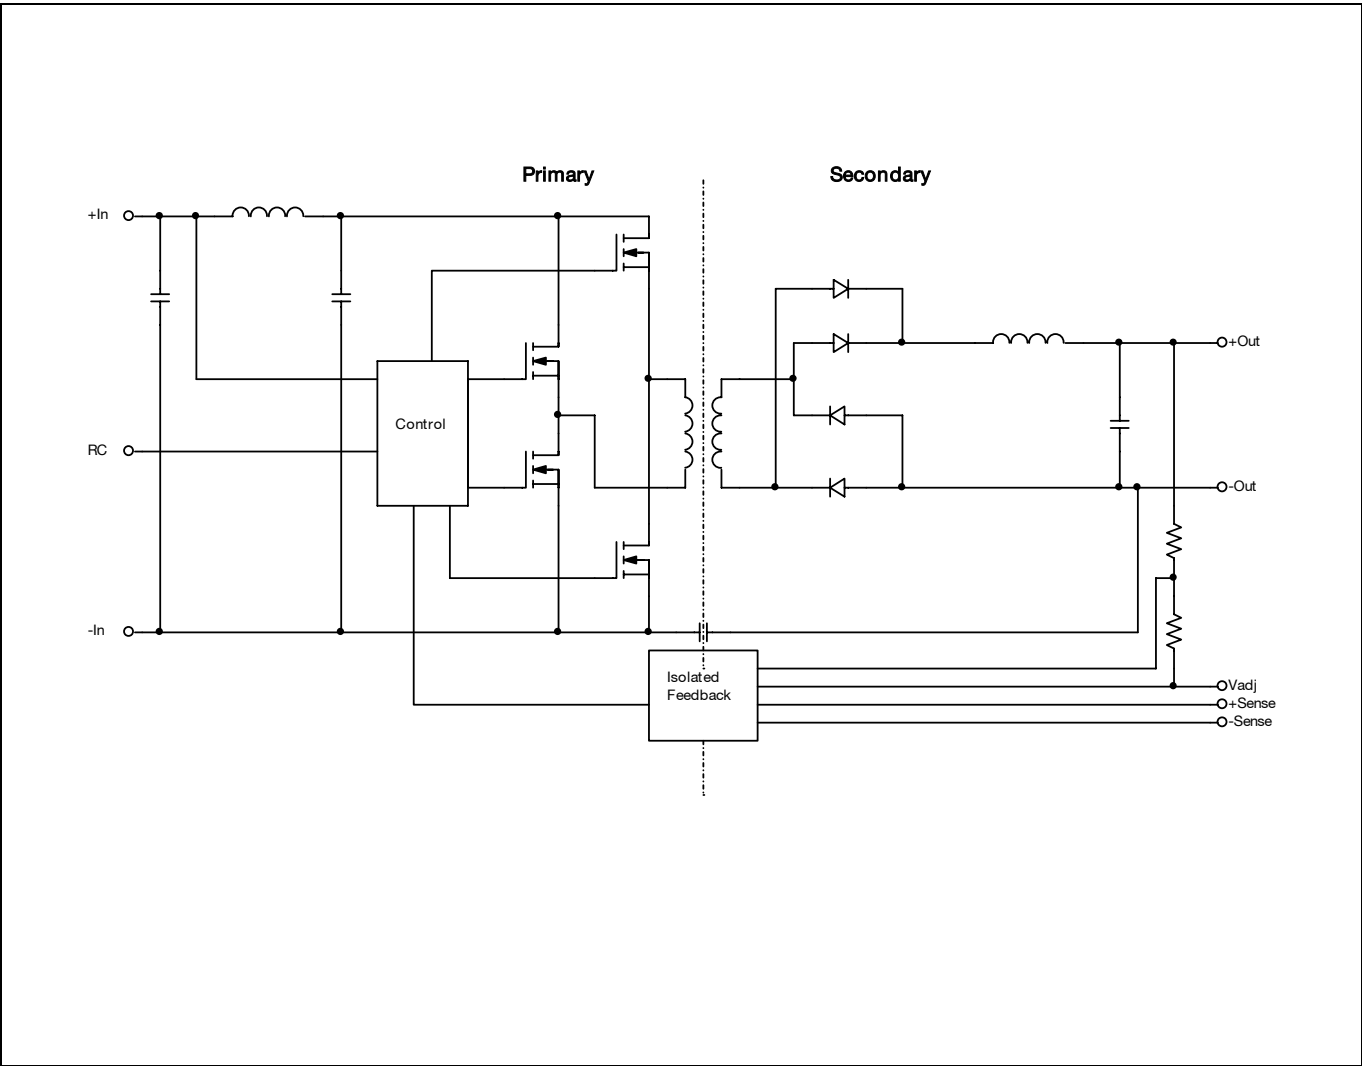 Primary
Secondary
+In
+Out
Control
RC
-Out
-In
Isolated
Feedback
Vadj
+Sense
-Sense